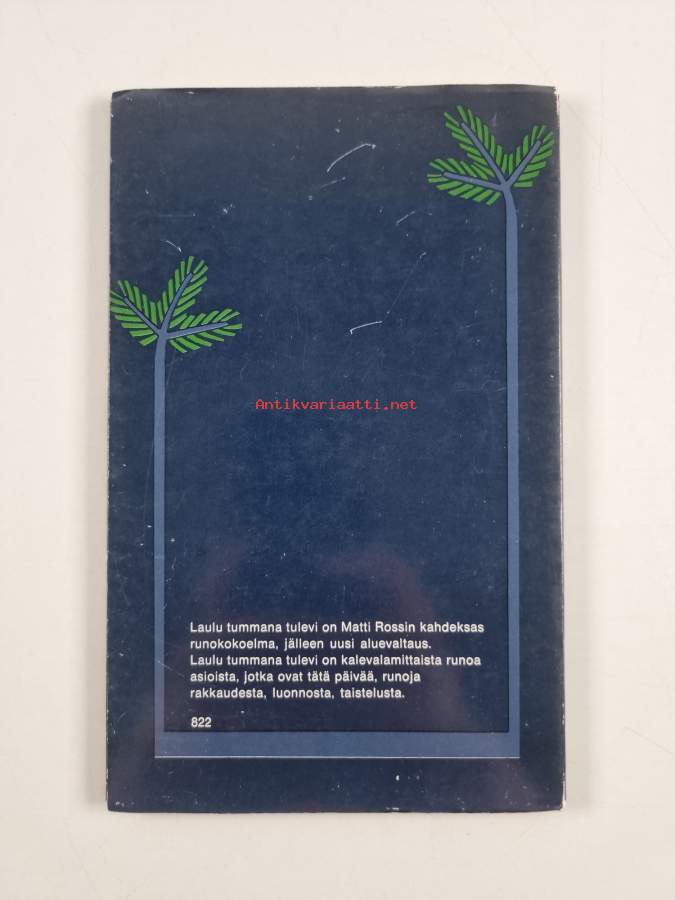 Antikvariaatti.net
Laulu tummana tulevi on Matti Rossin kahdeksas
runokokoelma, jälleen uusi aluevaltaus.
Laulu tummana tulevi on kalevalamittaista runoa
asioista, jotka ovat tätä päivää, runoja
rakkaudesta, luonnosta, taistelusta.
822